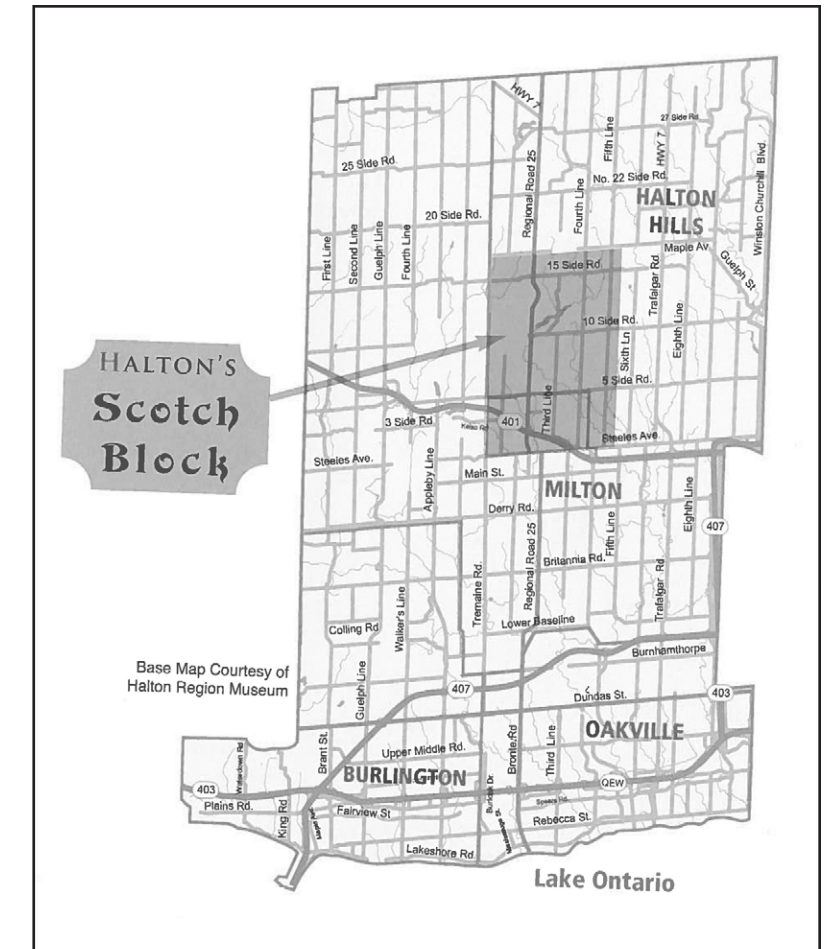 HWY 7
27 Side Rd.
Fifth Line
HWY 7
25 Side Rd.
Regional Road 25
No. 22 Side Rd.
Fourth Line
HALTON
HILLS
Winston Churchill Blvd.
20 Side Rd.
First Line
Second Line
Guelph Line
Fourth Line
Maple Av
Guelph St
15 Side Rd.
Trafalgar Rd.
10 Side Rd.
Sixth Ln
Eighth Line
HALTON'S
Scotch
Block
5 Side Rd.
Third Line
3 Side Rd
401
Steeles Ave
Steeles Ave.
Appleby Line
Main St.
MILTON
Derry Rd.
Eighth Line
407
Regional Road 25
Fifth Line
Britannia Rd.
Tremaine Rd.
Trafalgar Rd.
Walker's Line
Lower Baseline
Colling Rd
Burnhamthorpe
Base Map Courtesy of
Halton Region Museum
Guelph Line
407
Dundas St.
403
OAKVILLE
Brant St.
Upper Middle Rd.
Bronte Rd
Third Line
BURLINGTON
QEW
403
Plains Rd.
King Rd
Fairview St
Burloak Dr
Speers Rd.
Rebecca St.
Lakeshore Rd.
Lake Ontario